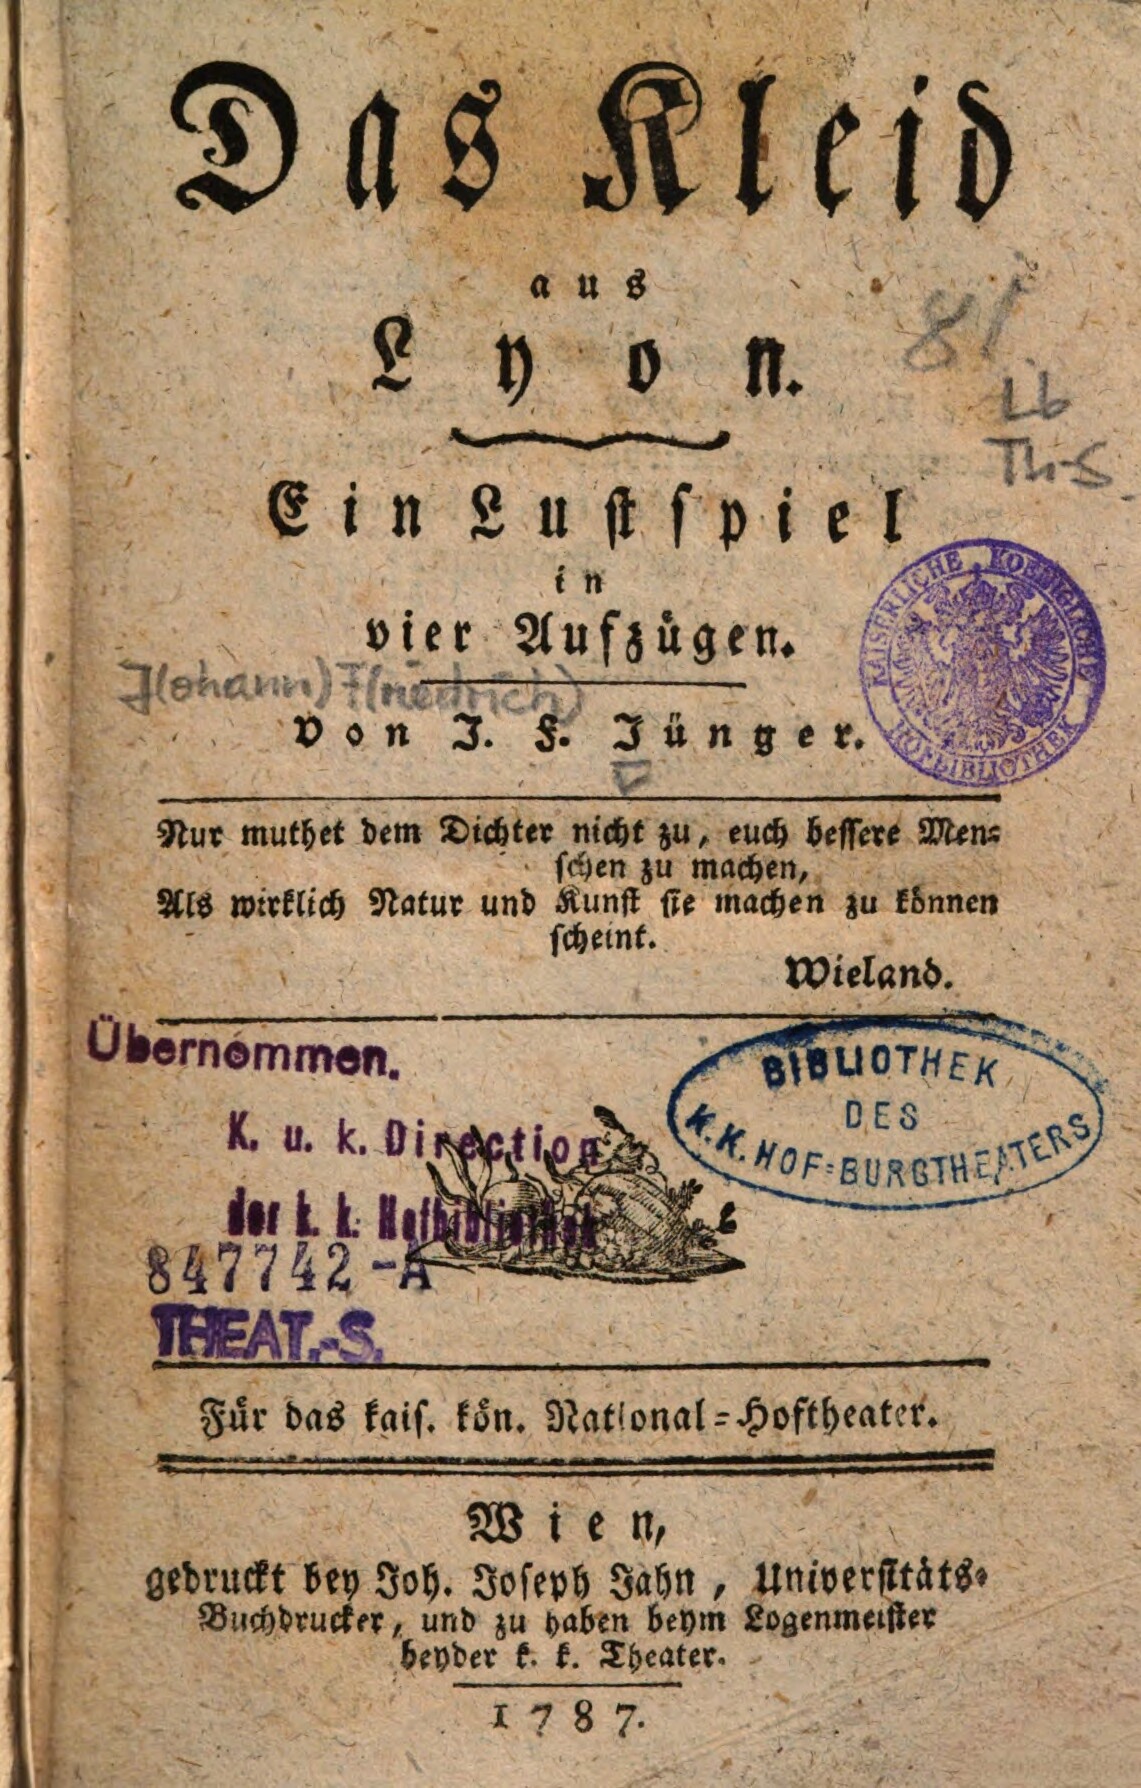 Das Kleid
aus
Lyon.
Ein Lustspiel
in
vier Aufzügen.
J(ohann) F(riedrich)
Von J. F. Jünger.
81
Lb
Th-S.
KAISERLICHE KOENIGLICHE
HOFBIBLIOTHEK
Nur muthet dem Dichter nicht zu, euch bessere Men=
schen zu machen,
Als wirklich Natur und Kunst sie machen zu können
scheint.
Wieland.
Übernommen.
K. u. k. Direction
der k. k. Hofbibliothek
847742-A
THEAT.-S.
BIBLIOTHEK
DES
K.K. HOF=BURGTHEATERS
Für das kais. kön. National=Hoftheater.
Wien,
gedruckt bey Joh. Joseph Jahn, Universitäts=
Buchdrucker, und zu haben beym Logenmeister
beyder k. k. Theater.
1787.